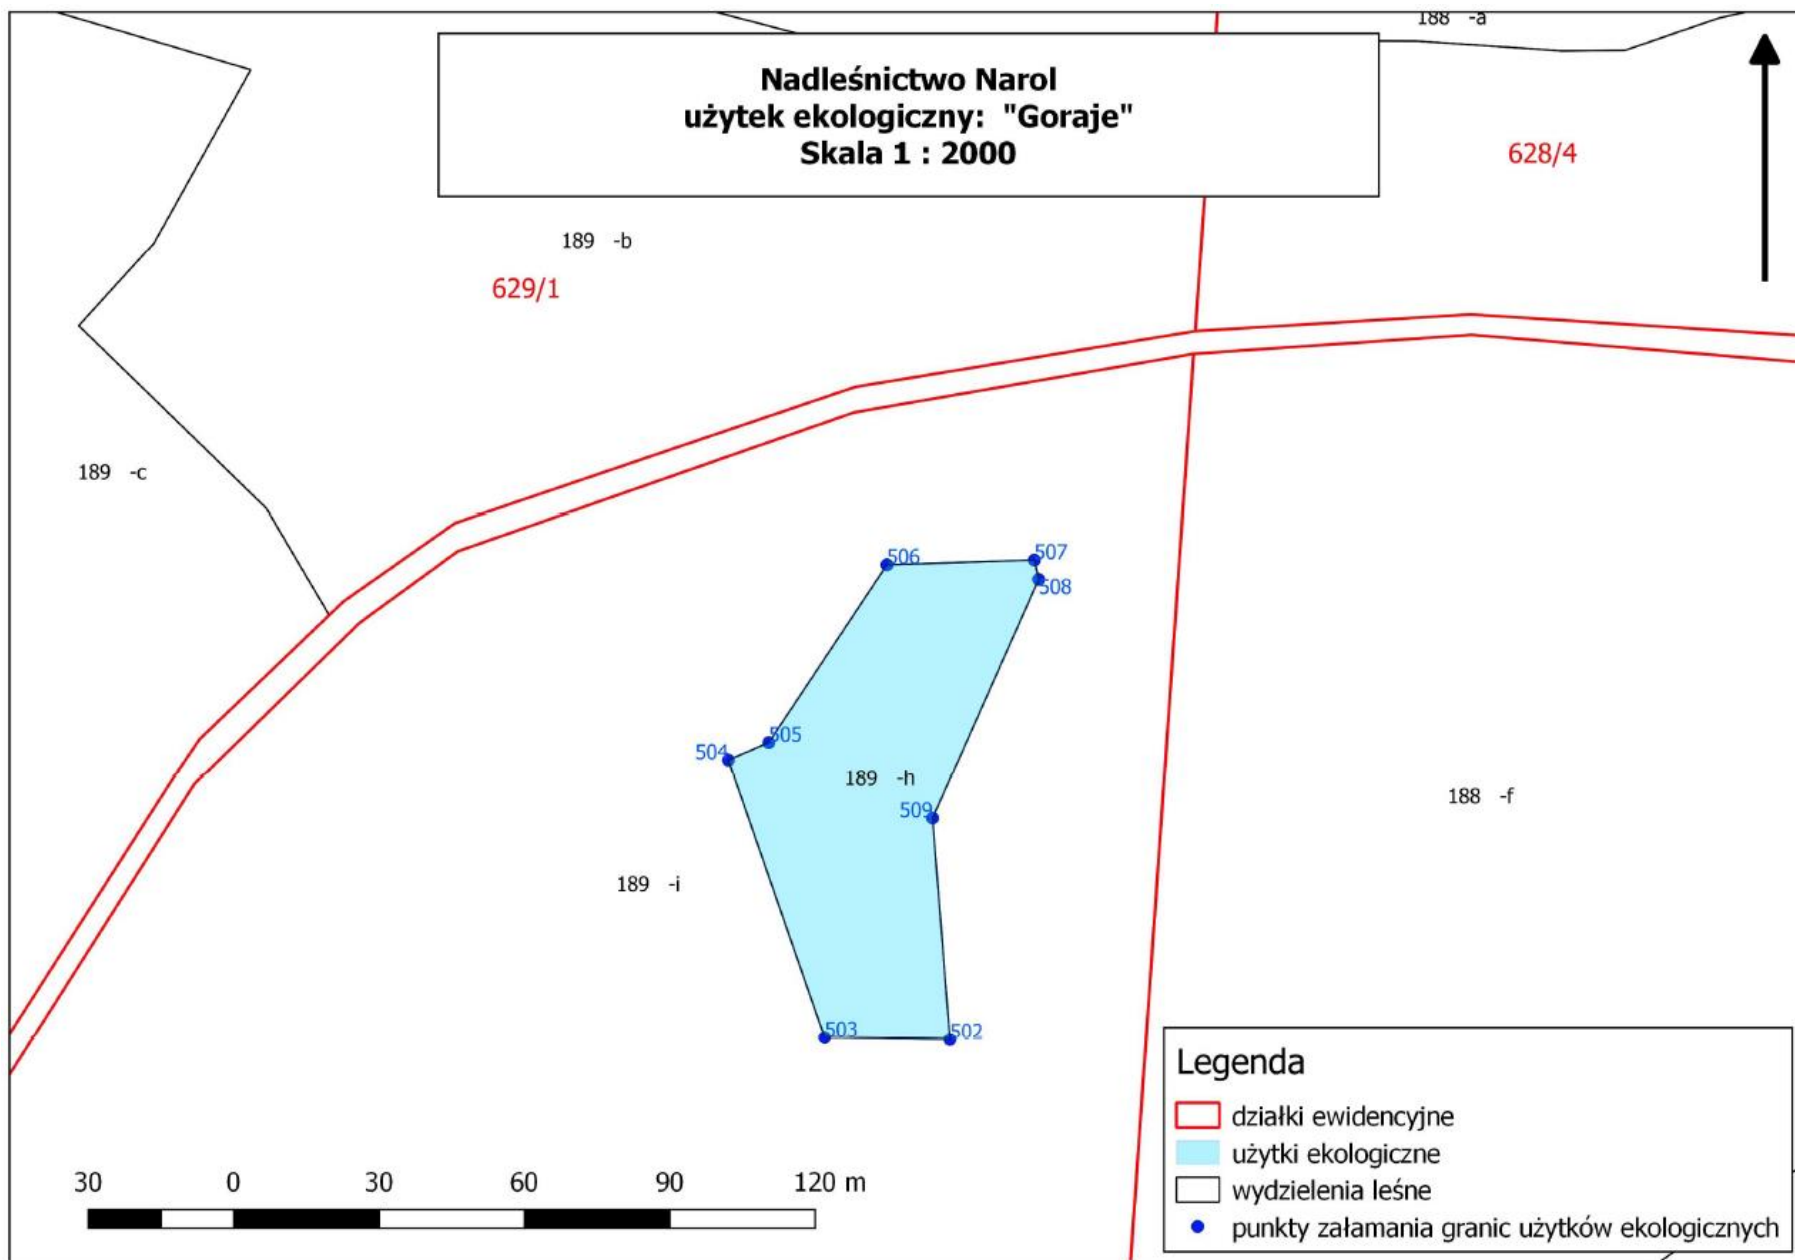 188 -a
Nadleśnictwo Narol
użytek ekologiczny: "Goraje"
Skala 1 : 2000
628/4
189 -b
629/1
189 -c
506
507
508
505
504
189 -h
509
188 -f
189 -i
503
502
Legenda
działki ewidencyjne
użytki ekologiczne
wydzielenia leśne
punkty załamania granic użytków ekologicznych
30 0 30 60 90 120 m